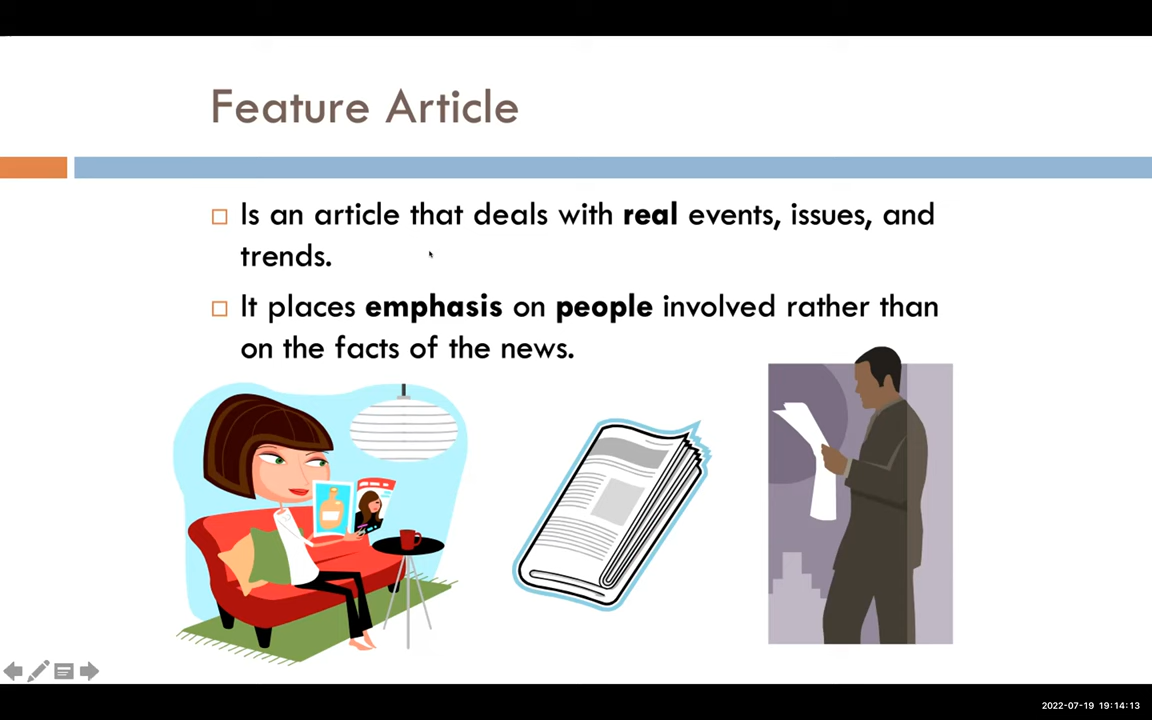 Feature Article
Is an article that deals with real events, issues, and
trends.
It places emphasis on people involved rather than
on the facts of the news.
2022-07-19 19:14:13